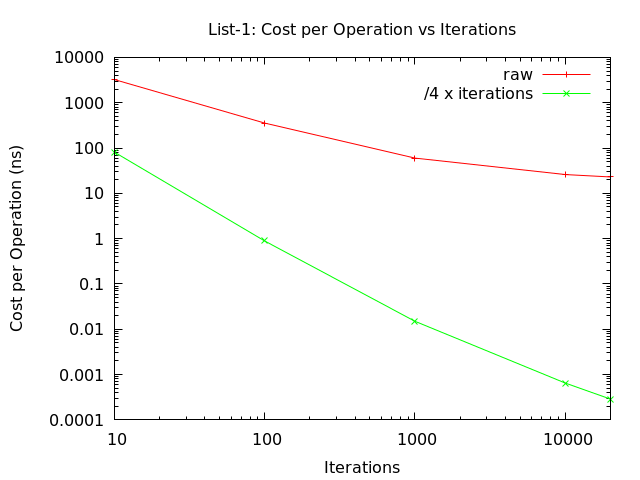 List-1: Cost per Operation vs Iterations
10000
1000
100
10
1
0.1
0.01
0.001
0.0001
Cost per Operation (ns)
raw
/4 x iterations
10
100
1000
10000
Iterations